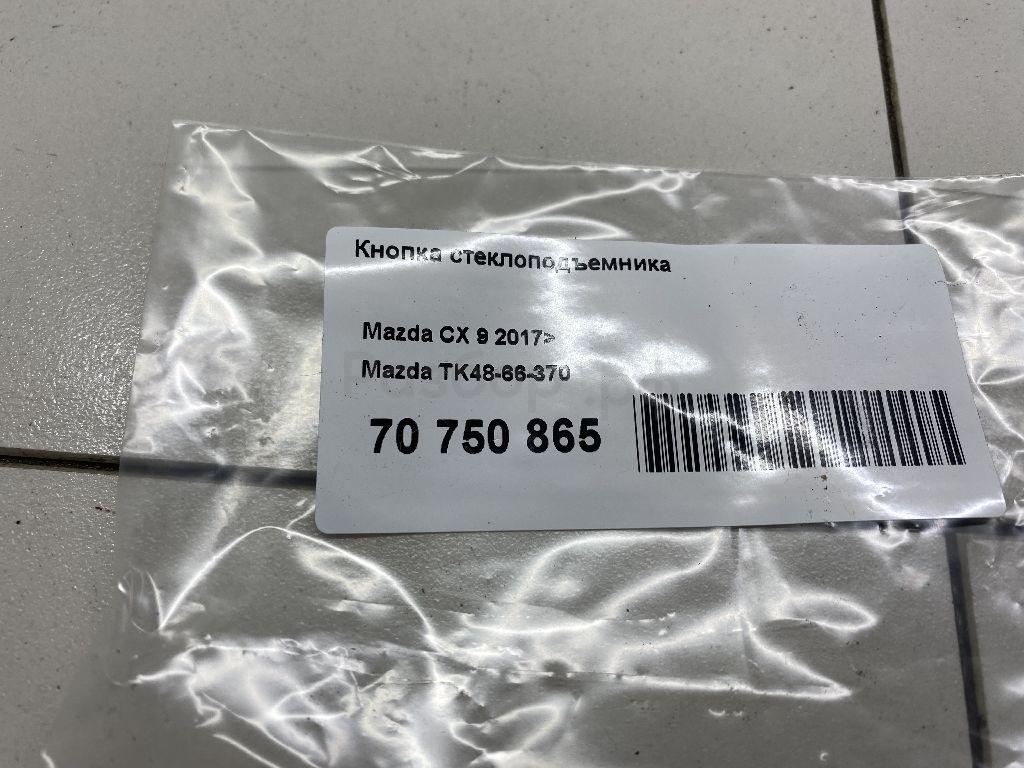 Кнопка стеклоподъемника
Mazda CX 9 2017>
Mazda TK48-66-370
70 750 865